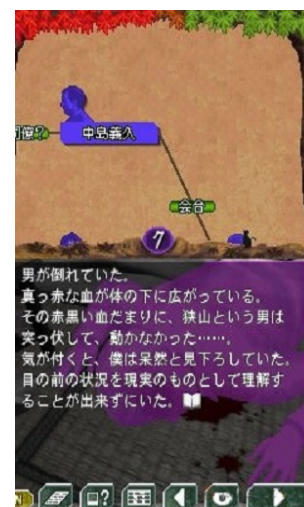 同僚?
中島義久
会合
7
男が倒れていた。
真っ赤な血が体の下に広がっている。
その赤黒い血だまりに、狭山という男は
突っ伏して、動かなかった……。
気が付くと、僕は呆然と見下ろしていた。
目の前の状況を現実のものとして理解す
ることが出来ずにいた。
?